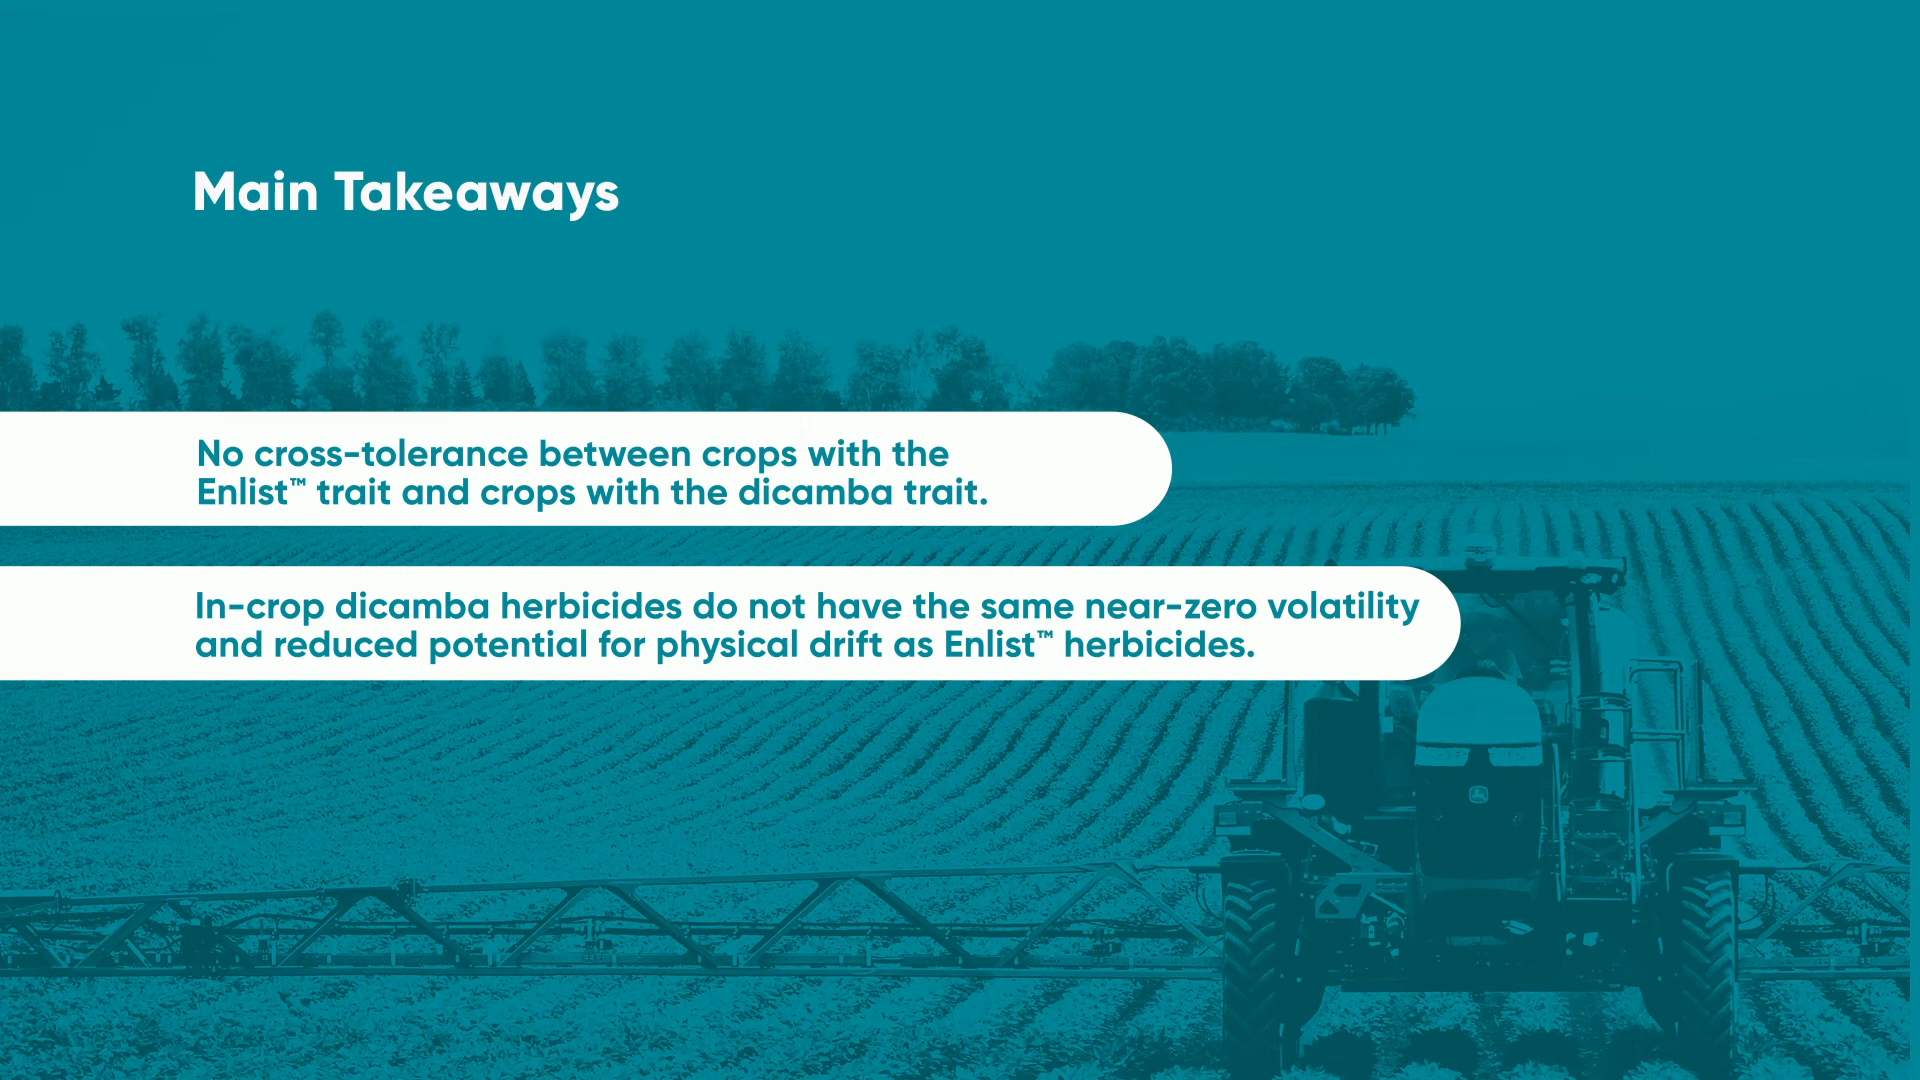 Main Takeaways
No cross-tolerance between crops with the
Enlist™ trait and crops with the dicamba trait.
In-crop dicamba herbicides do not have the same near-zero volatility
and reduced potential for physical drift as Enlist™ herbicides.